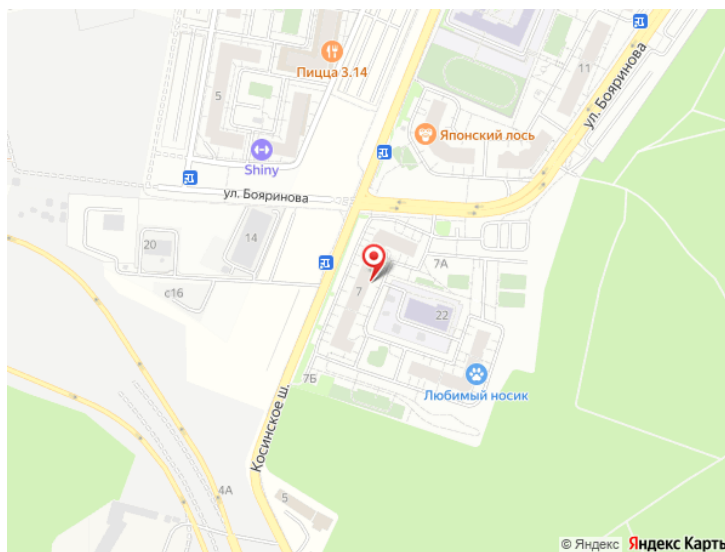 Пицца 3.14
5
11
ул. Бояринова
Японский лось
Shiny
ул. Бояринова
20
14
с16
7А
7
22
7Б
Любимый носик
Косинское ш.
4А
5
© Яндекс Яндекс Карты